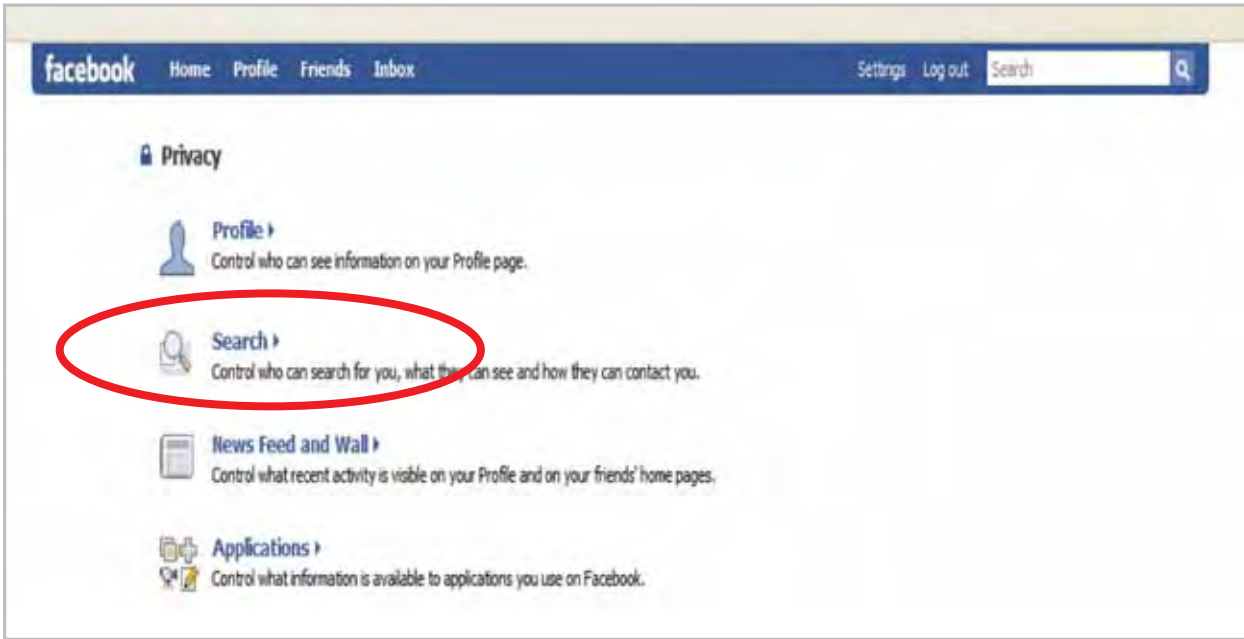 facebook Home Profile Friends Inbox Settings Log out Search
Privacy
Profile
Control who can see information on your Profile page.
Search
Control who can search for you, what they can see and how they can contact you.
News Feed and Wall
Control what recent activity is visible on your Profile and on your friends' home pages.
Applications
Control what information is available to applications you use on Facebook.